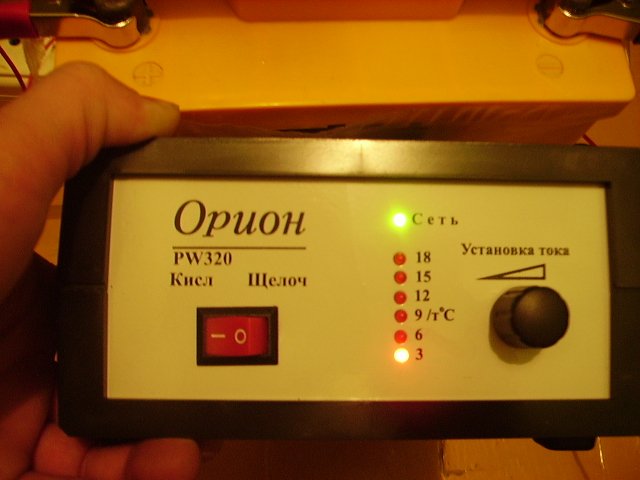 Орион
PW320
Кисл Щелоч
Сеть
18
15
12
9 /т°С
6
3
Установка тока